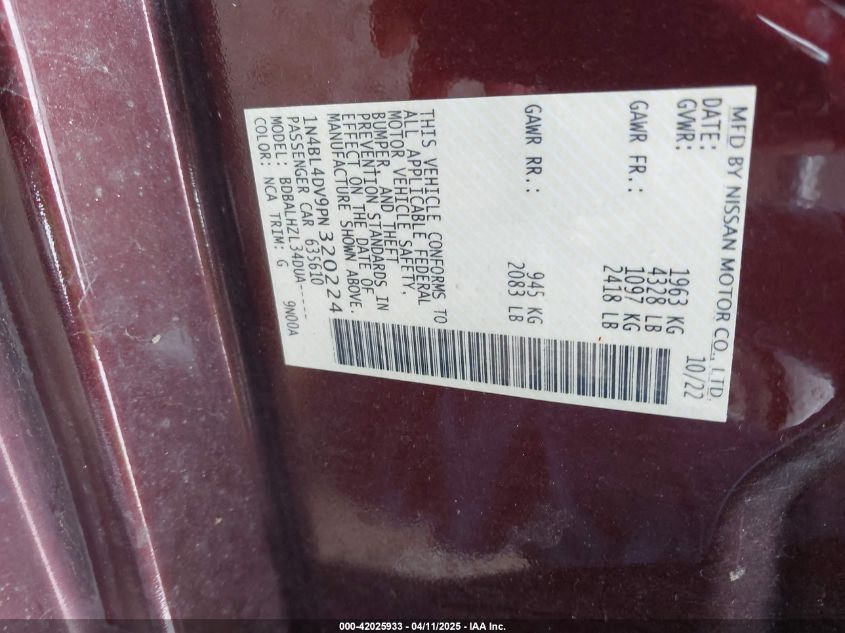 MFD BY NISSAN MOTOR CO., LTD.
DATE: 10/22
GVWR: 1963 KG
4328 LB
GAWR FR.: 1097 KG
2418 LB
GAWR RR.: 945 KG
2083 LB
THIS VEHICLE CONFORMS TO
ALL APPLICABLE FEDERAL
MOTOR VEHICLE SAFETY,
BUMPER, AND THEFT
PREVENTION STANDARDS IN
EFFECT ON THE DATE OF
MANUFACTURE SHOWN ABOVE.
1N4BL4DV9PN320224
PASSENGER CAR 635610
MODEL: BDBALHZL34DUA-----
COLOR: NCA TRIM: G 9N00A
000-42025933 - 04/11/2025 - IAA Inc.